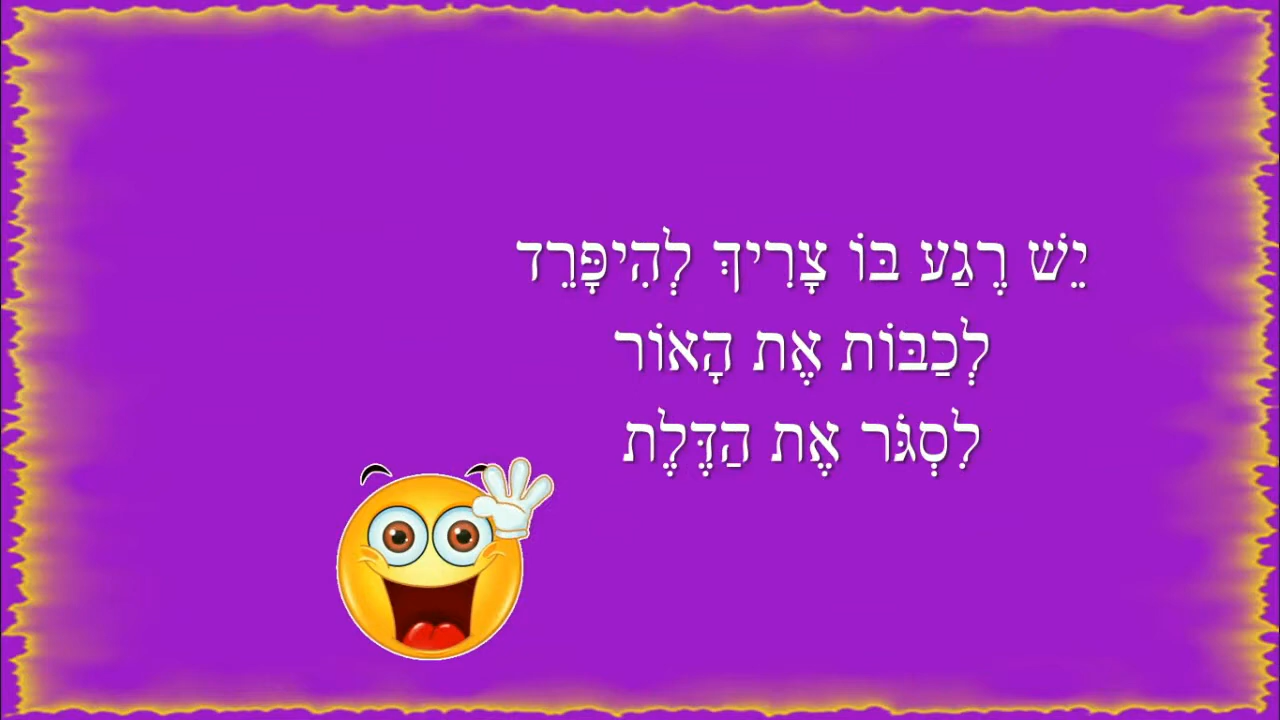 יֵשׁ רֶגַע בּוֹ צָרִיךְ לְהִיפָּרֵד
לְכַבּוֹת אֶת הָאוֹר
לִסְגֹּר אֶת הַדֶּלֶת